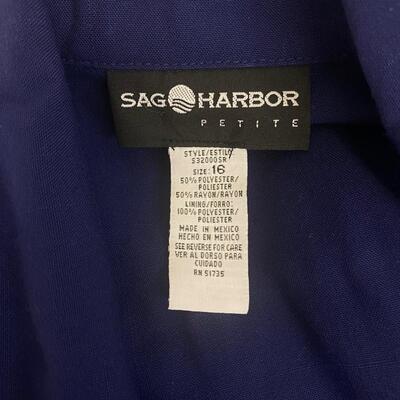 SAG HARBOR
PETITE
STYLE/ESTILO
S32000SR
SIZE: 16
50% POLYESTER/
POLIESTER
50% RAYON/RAYON
LINING/FORRO:
100% POLYESTER/
POLIESTER
MADE IN MEXICO
HECHO EN MEXICO
SEE REVERSE FOR CARE
VER AL DORSO PARA
CUIDADO
RN 51735